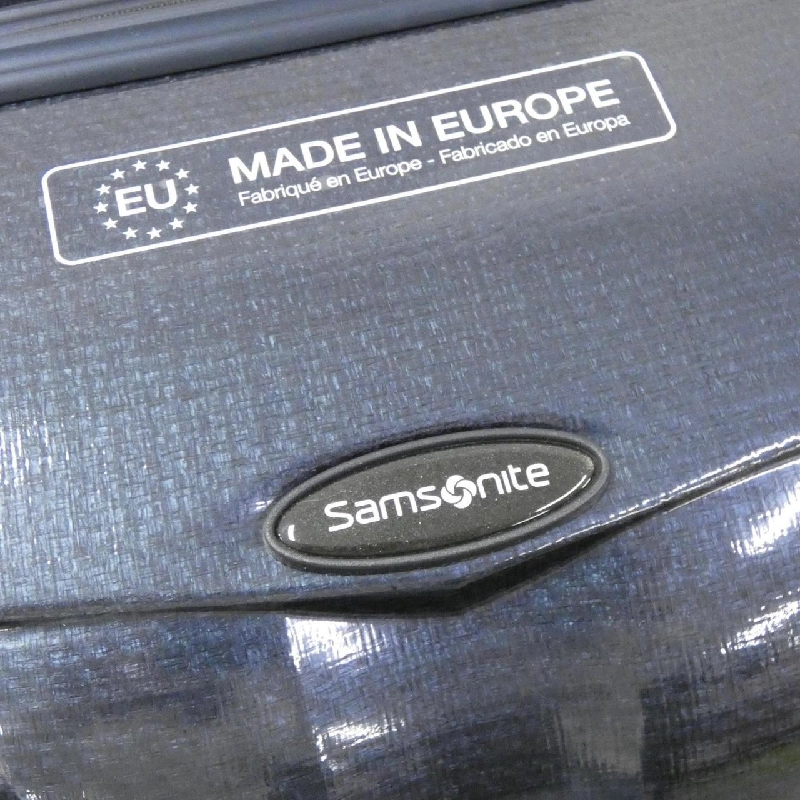 EU
MADE IN EUROPE
Fabriqué en Europe - Fabricado en Europa
Samsonite